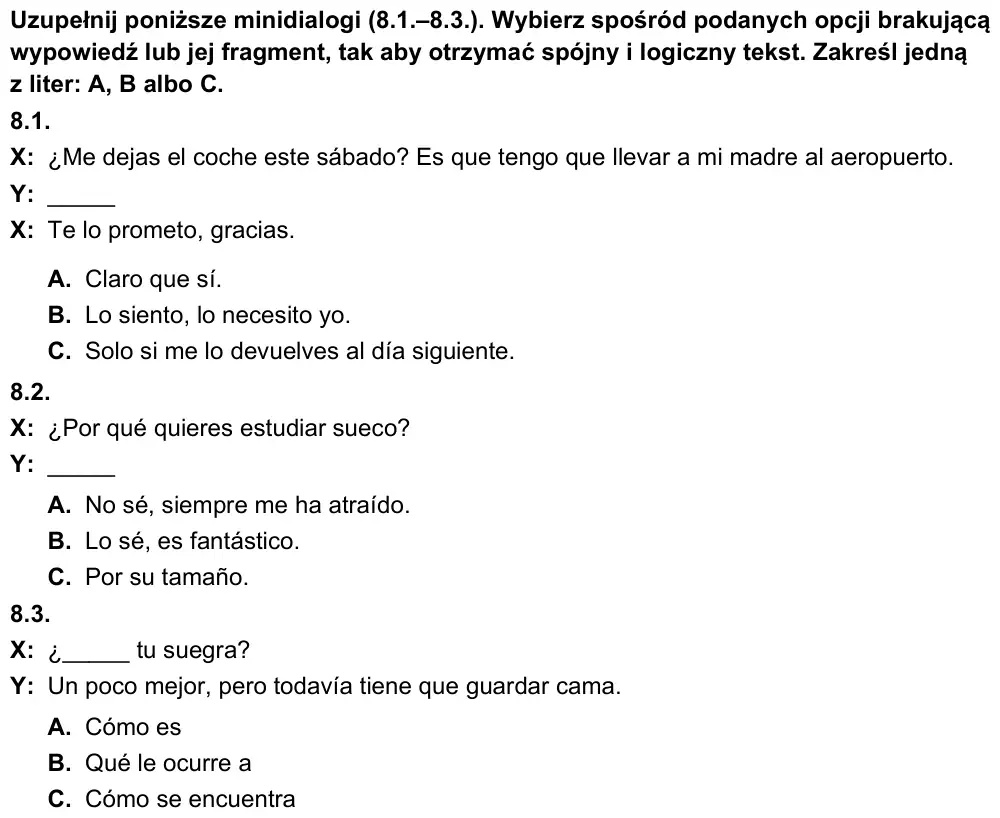 Uzupełnij poniższe minidialogi (8.1.–8.3.). Wybierz spośród podanych opcji brakującą
wypowiedź lub jej fragment, tak aby otrzymać spójny i logiczny tekst. Zakreśl jedną
z liter: A, B albo C.
8.1.
X: ¿Me dejas el coche este sábado? Es que tengo que llevar a mi madre al aeropuerto.
Y: _____
X: Te lo prometo, gracias.
A. Claro que sí.
B. Lo siento, lo necesito yo.
C. Solo si me lo devuelves al día siguiente.
8.2.
X: ¿Por qué quieres estudiar sueco?
Y: _____
A. No sé, siempre me ha atraído.
B. Lo sé, es fantástico.
C. Por su tamaño.
8.3.
X: ¿_____ tu suegra?
Y: Un poco mejor, pero todavía tiene que guardar cama.
A. Cómo es
B. Qué le ocurre a
C. Cómo se encuentra